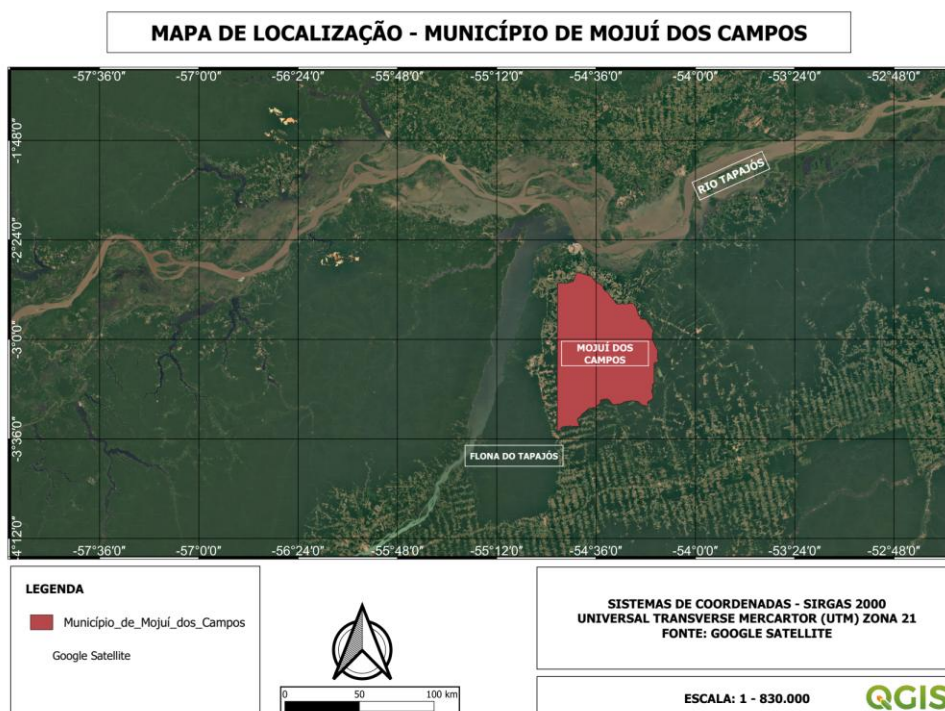 MAPA DE LOCALIZAÇÃO - MUNICÍPIO DE MOJUÍ DOS CAMPOS
-57°36'0" -57°0'0" -56°24'0" -55°48'0" -55°12'0" -54°36'0" -54°0'0" -53°24'0" -52°48'0"
-1°48'0"
RIO TAPAJÓS
-2°24'0"
-3°0'0"
MOJUÍ DOS
CAMPOS
-3°36'0"
FLONA DO TAPAJÓS
-4°12'0"
-57°36'0" -57°0'0" -56°24'0" -55°48'0" -55°12'0" -54°36'0" -54°0'0" -53°24'0" -52°48'0"
LEGENDA
Município_de_Mojuí_dos_Campos
Google Satellite
0 50 100 km
SISTEMAS DE COORDENADAS - SIRGAS 2000
UNIVERSAL TRANSVERSE MERCARTOR (UTM) ZONA 21
FONTE: GOOGLE SATELLITE
ESCALA: 1 - 830.000
QGIS